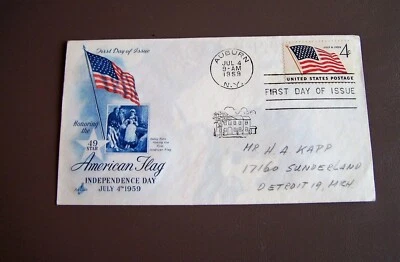 First Day of Issue
Honoring the
49
STAR
American Flag
INDEPENDENCE DAY
JULY 4th 1959
AUBURN
JUL 4
9-AM
1959
N.Y.
4¢
UNITED STATES POSTAGE
FIRST DAY OF ISSUE
MR H. A. KAPP
17160 SUNDERLAND
DETROIT 19, MICH